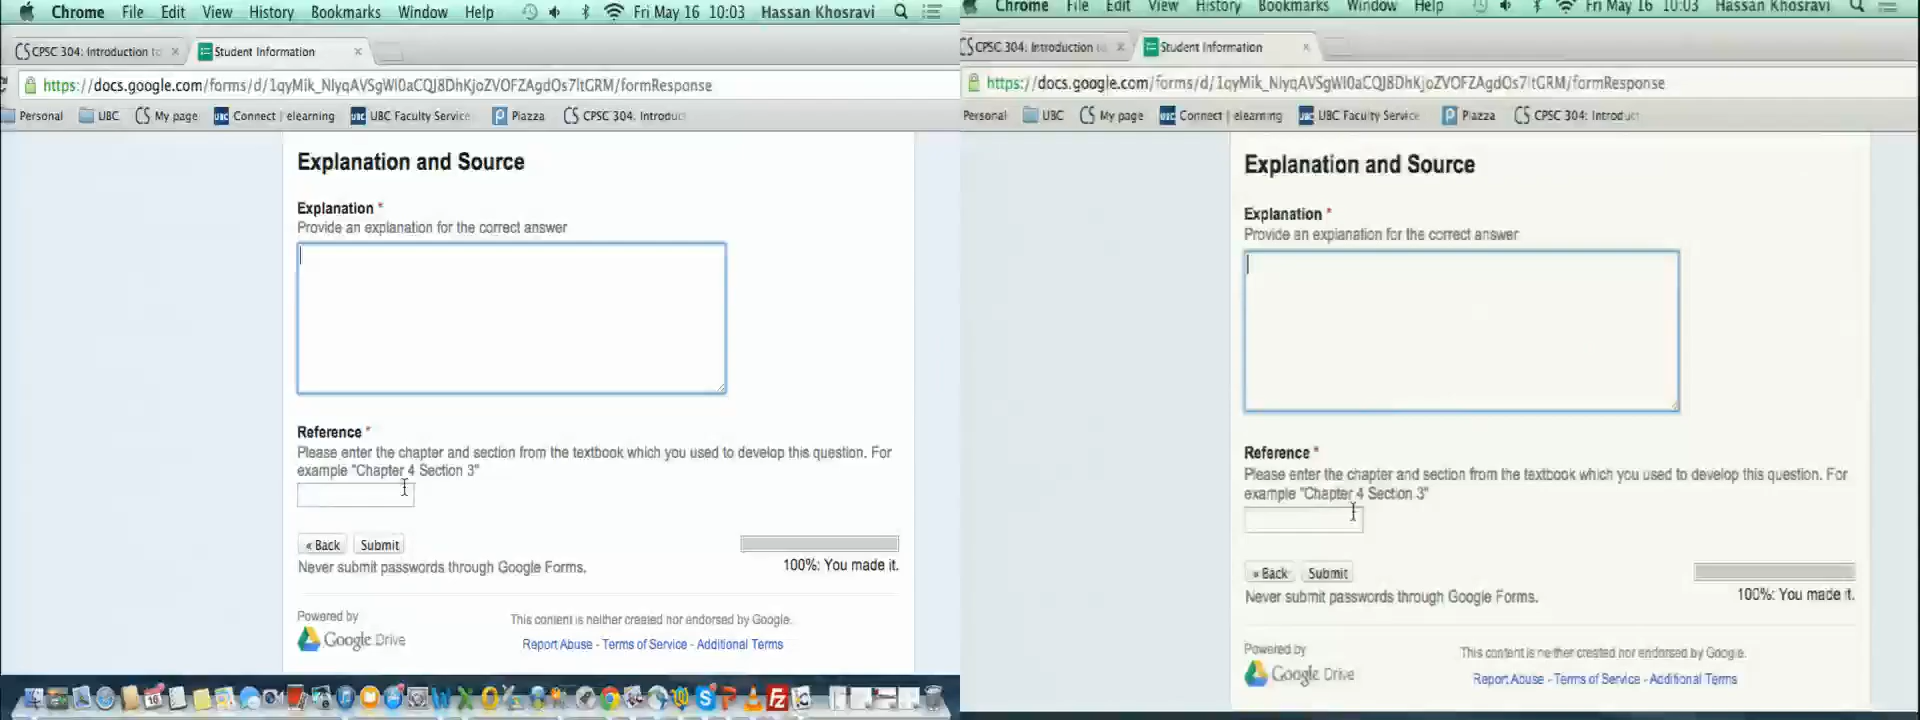 Chrome File Edit View History Bookmarks Window Help Fri May 16 10:03 Hassan Khosravi
CPSC 304: Introduction to Student Information
https://docs.google.com/forms/d/1qyMik_NlyqAVSgWl0aCQJ8DhKjoZVOFZAgdOs7ltGRM/formResponse
Personal UBC My page Connect | elearning UBC Faculty Service Piazza CPSC 304. Introduc
Explanation and Source
Explanation *
Provide an explanation for the correct answer
Reference *
Please enter the chapter and section from the textbook which you used to develop this question. For
example "Chapter 4 Section 3"
« Back Submit
Never submit passwords through Google Forms.
100%: You made it.
Powered by
Google Drive
This content is neither created nor endorsed by Google.
Report Abuse - Terms of Service - Additional Terms
Chrome File Edit View History Bookmarks Window Help Fri May 16 10:03 Hassan Khosravi
CPSC 304: Introduction to Student Information
https://docs.google.com/forms/d/1qyMik_NlyqAVSgWl0aCQJ8DhKjoZVOFZAgdOs7ltGRM/formResponse
Personal UBC My page Connect | elearning UBC Faculty Service Piazza CPSC 304: Introduct
Explanation and Source
Explanation *
Provide an explanation for the correct answer
Reference *
Please enter the chapter and section from the textbook which you used to develop this question. For
example "Chapter 4 Section 3"
« Back Submit
Never submit passwords through Google Forms.
100%: You made it.
Powered by
Google Drive
This content is neither created nor endorsed by Google.
Report Abuse - Terms of Service - Additional Terms